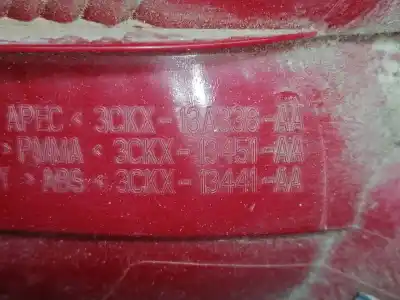 APEC < 3CKX-13A338-AA
> PMMA < 3CKX-13451-AA
> ABS < 3CKX-13441-AA